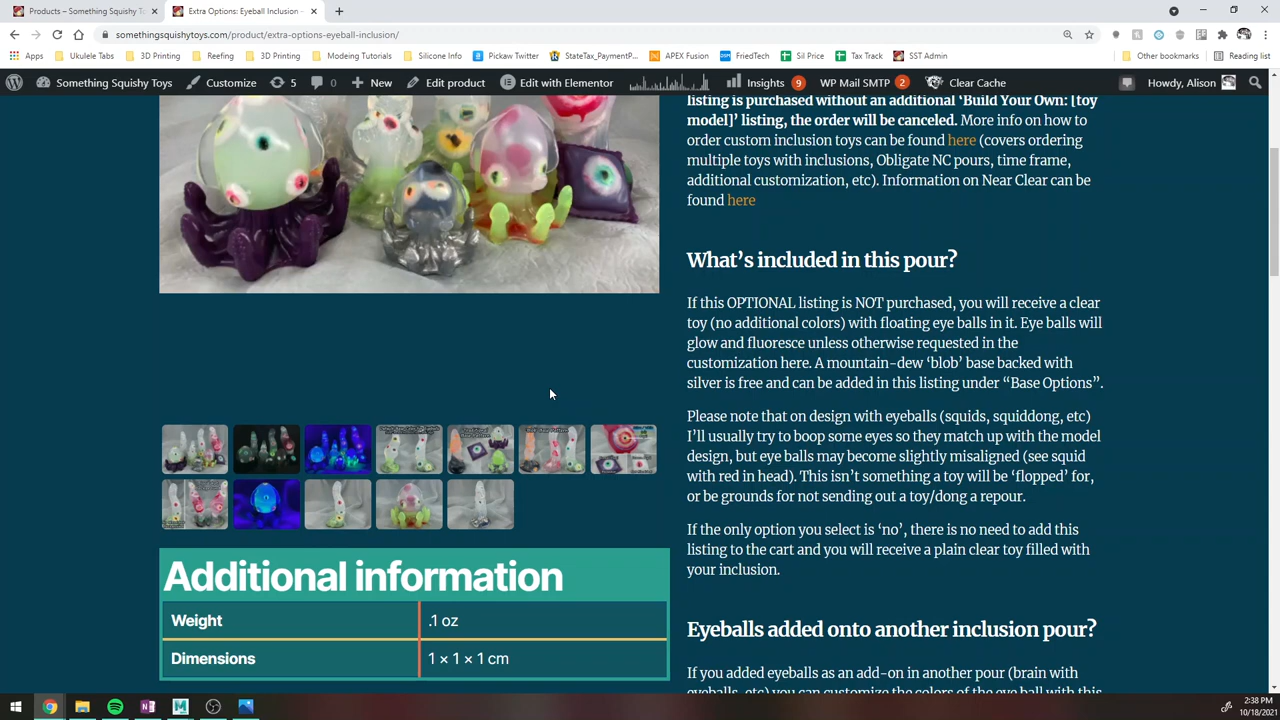 Products – Something Squishy T
Extra Options: Eyeball Inclusion -
somethingsquishytoys.com/product/extra-options-eyeball-inclusion/
Apps
Ukulele Tabs
3D Printing
Reefing
3D Printing
Modeing Tutorials
Silicone Info
Pickaw Twitter
StateTax_PaymentP...
APEX Fusion
FriedTech
Sil Price
Tax Track
SST Admin
Other bookmarks
Reading list
Something Squishy Toys
Customize
5
New
Edit product
Edit with Elementor
Insights 9
WP Mail SMTP 2
Clear Cache
Howdy, Alison
listing is purchased without an additional ‘Build Your Own: [toy
model]’ listing, the order will be canceled. More info on how to
order custom inclusion toys can be found here (covers ordering
multiple toys with inclusions, Obligate NC pours, time frame,
additional customization, etc). Information on Near Clear can be
found here
What’s included in this pour?
If this OPTIONAL listing is NOT purchased, you will receive a clear
toy (no additional colors) with floating eye balls in it. Eye balls will
glow and fluoresce unless otherwise requested in the
customization here. A mountain-dew ‘blob’ base backed with
silver is free and can be added in this listing under “Base Options”.
Please note that on design with eyeballs (squids, squiddong, etc)
I’ll usually try to boop some eyes so they match up with the model
design, but eye balls may become slightly misaligned (see squid
with red in head). This isn’t something a toy will be ‘flopped’ for,
or be grounds for not sending out a toy/dong a repour.
If the only option you select is ‘no’, there is no need to add this
listing to the cart and you will receive a plain clear toy filled with
your inclusion.
Eyeballs added onto another inclusion pour?
If you added eyeballs as an add-on in another pour (brain with
eyeballs, etc) you can customize the colors of the eye ball with this
Additional information
Weight .1 oz
Dimensions 1 × 1 × 1 cm
2:38 PM
10/18/2021